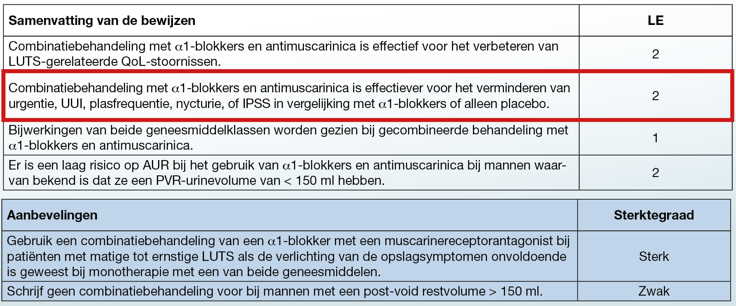 Samenvatting van de bewijzen LE
Combinatiebehandeling met α1-blokkers en antimuscarinica is effectief voor het verbeteren van
LUTS-gerelateerde QoL-stoornissen.
2
Combinatiebehandeling met α1-blokkers en antimuscarinica is effectiever voor het verminderen van
urgentie, UUI, plasfrequentie, nycturie, of IPSS in vergelijking met α1-blokkers of alleen placebo.
2
Bijwerkingen van beide geneesmiddelklassen worden gezien bij gecombineerde behandeling met
α1-blokkers en antimuscarinica.
1
Er is een laag risico op AUR bij het gebruik van α1-blokkers en antimuscarinica bij mannen waar-
van bekend is dat ze een PVR-urinevolume van < 150 ml hebben.
2
Aanbevelingen Sterktegraad
Gebruik een combinatiebehandeling van een α1-blokker met een muscarinereceptorantagonist bij
patiënten met matige tot ernstige LUTS als de verlichting van de opslagsymptomen onvoldoende
is geweest bij monotherapie met een van beide geneesmiddelen.
Sterk
Schrijf geen combinatiebehandeling voor bij mannen met een post-void restvolume > 150 ml. Zwak